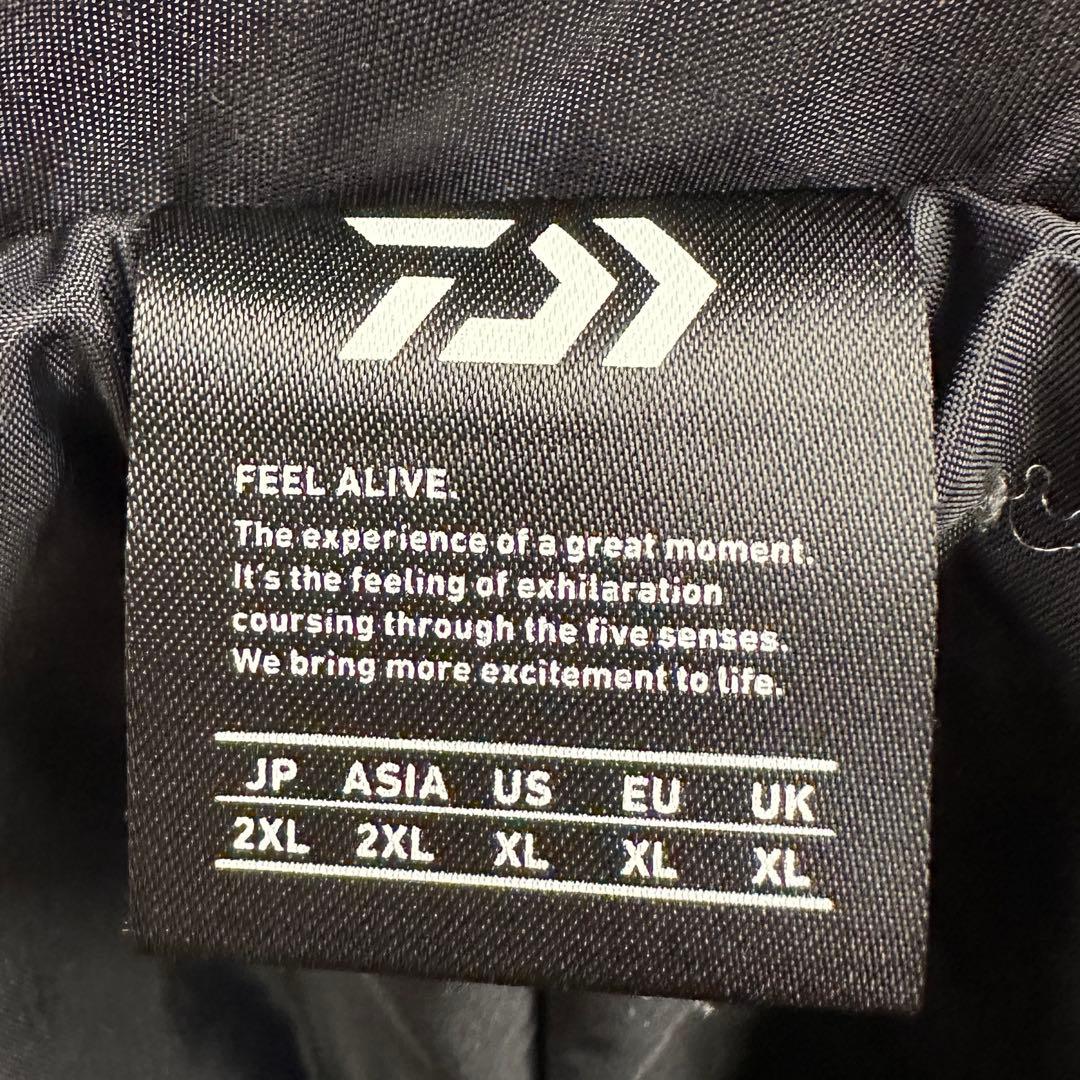 FEEL ALIVE.
The experience of a great moment.
It's the feeling of exhilaration
coursing through the five senses.
We bring more excitement to life.
JP ASIA US EU UK
2XL 2XL XL XL XL